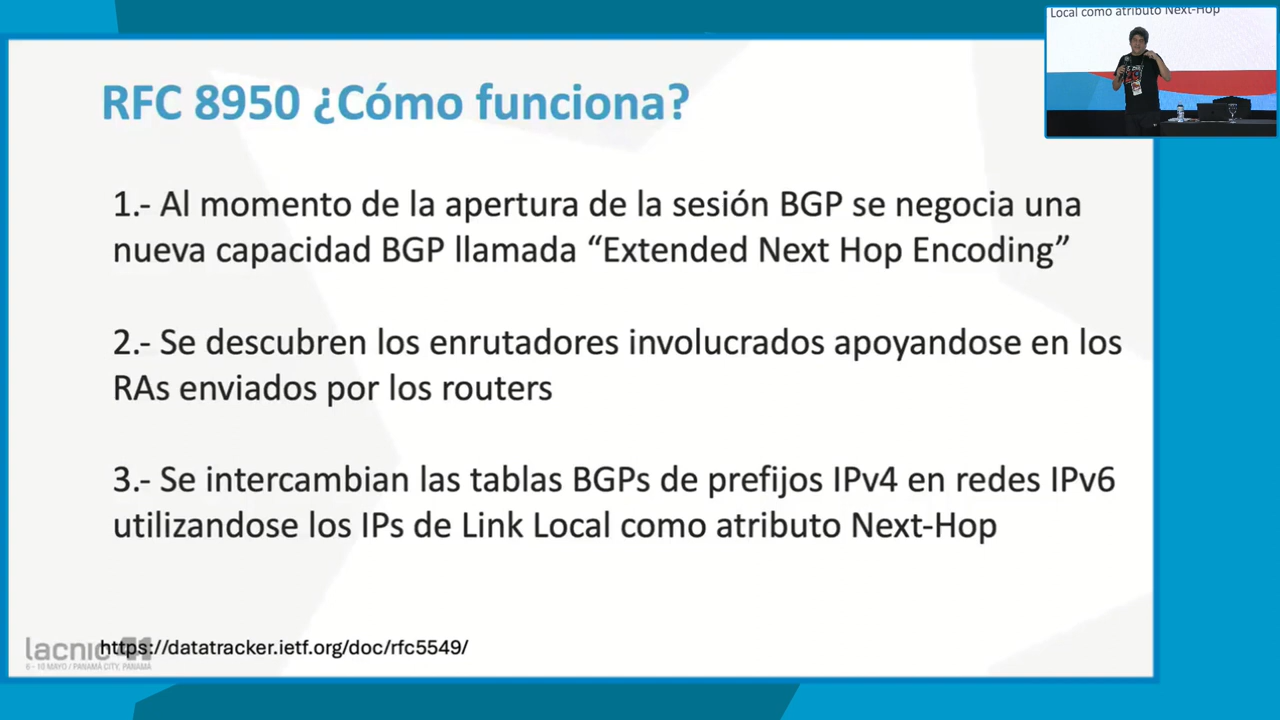 Local como atributo Next-Hop
RFC 8950 ¿Cómo funciona?
1.- Al momento de la apertura de la sesión BGP se negocia una
nueva capacidad BGP llamada “Extended Next Hop Encoding”
2.- Se descubren los enrutadores involucrados apoyandose en los
RAs enviados por los routers
3.- Se intercambian las tablas BGPs de prefijos IPv4 en redes IPv6
utilizandose los IPs de Link Local como atributo Next-Hop
lacnic 41
https://datatracker.ietf.org/doc/rfc5549/
6 - 10 MAYO / PANAMÁ CITY, PANAMÁ